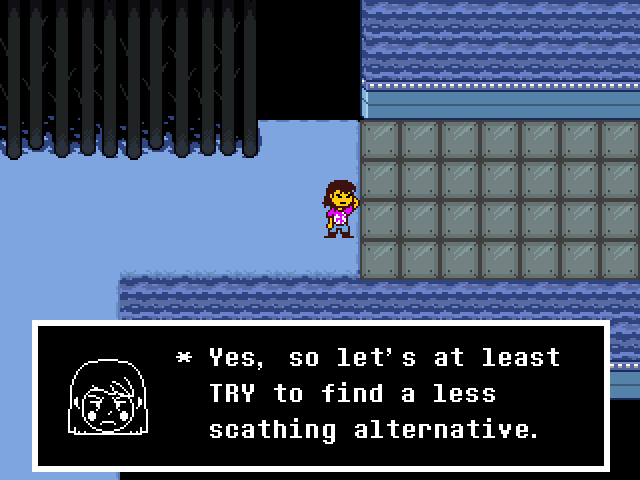 * Yes, so let's at least
TRY to find a less
scathing alternative.